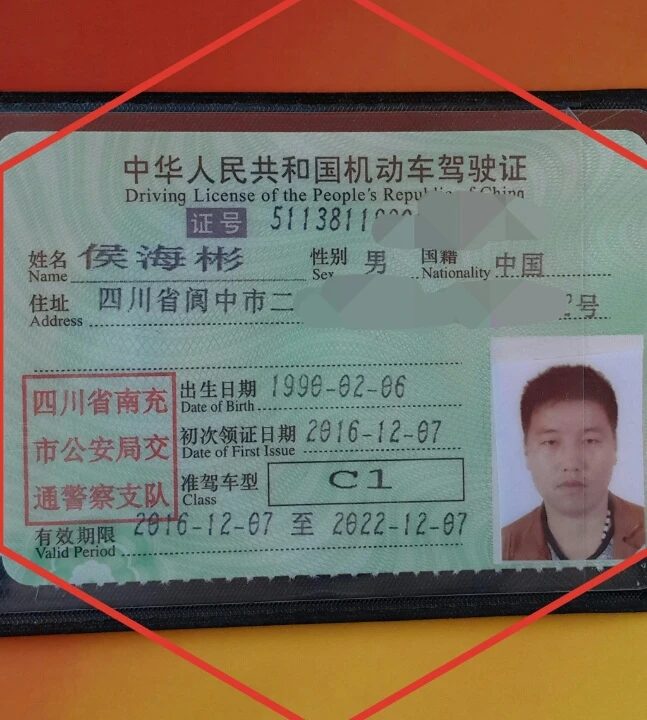 中华人民共和国机动车驾驶证
Driving License of the People's Republic of China
证号 5113811990
姓名 侯海彬 性别 男 国籍 中国
Name Sex Nationality
住址 四川省阆中市二 号
Address
四川省南充
市公安局交
通警察支队
出生日期 1990-02-06
Date of Birth
初次领证日期 2016-12-07
Date of First Issue
准驾车型 C1
Class
有效期限 2016-12-07 至 2022-12-07
Valid Period